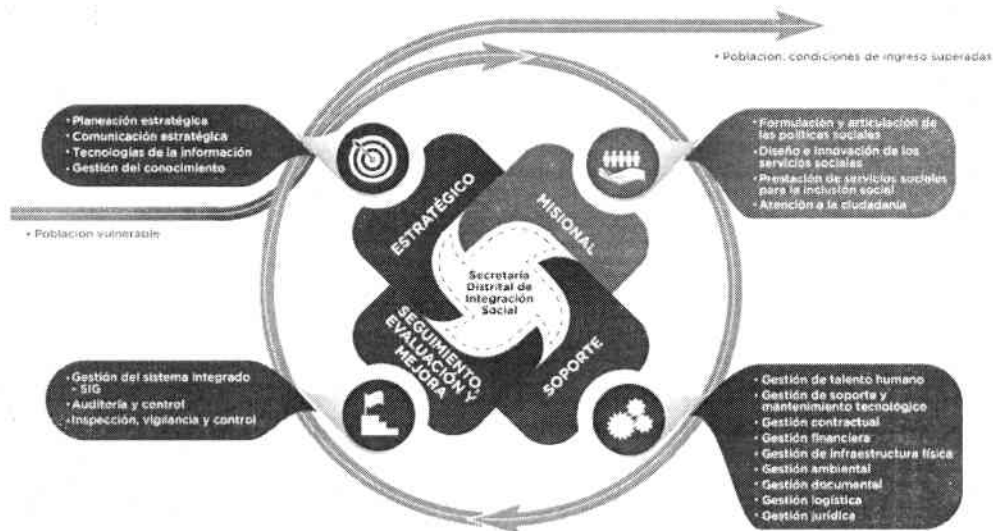 • Población: condiciones de ingreso superadas
• Planeación estratégica
• Comunicación estratégica
• Tecnologías de la información
• Gestión del conocimiento
• Formulación y articulación de
las políticas sociales
• Diseño e innovación de los
servicios sociales
• Prestación de servicios sociales
para la inclusión social
• Atención a la ciudadanía
• Población vulnerable
ESTRATÉGICO
MISIONAL
Secretaría
Distrital de
Integración
Social
SEGUIMIENTO,
EVALUACIÓN Y
MEJORA
SOPORTE
• Gestión del sistema integrado
- SIG
• Auditoría y control
• Inspección, vigilancia y control
• Gestión de talento humano
• Gestión de soporte y
mantenimiento tecnológico
• Gestión contractual
• Gestión financiera
• Gestión de infraestructura física
• Gestión ambiental
• Gestión documental
• Gestión logística
• Gestión jurídica